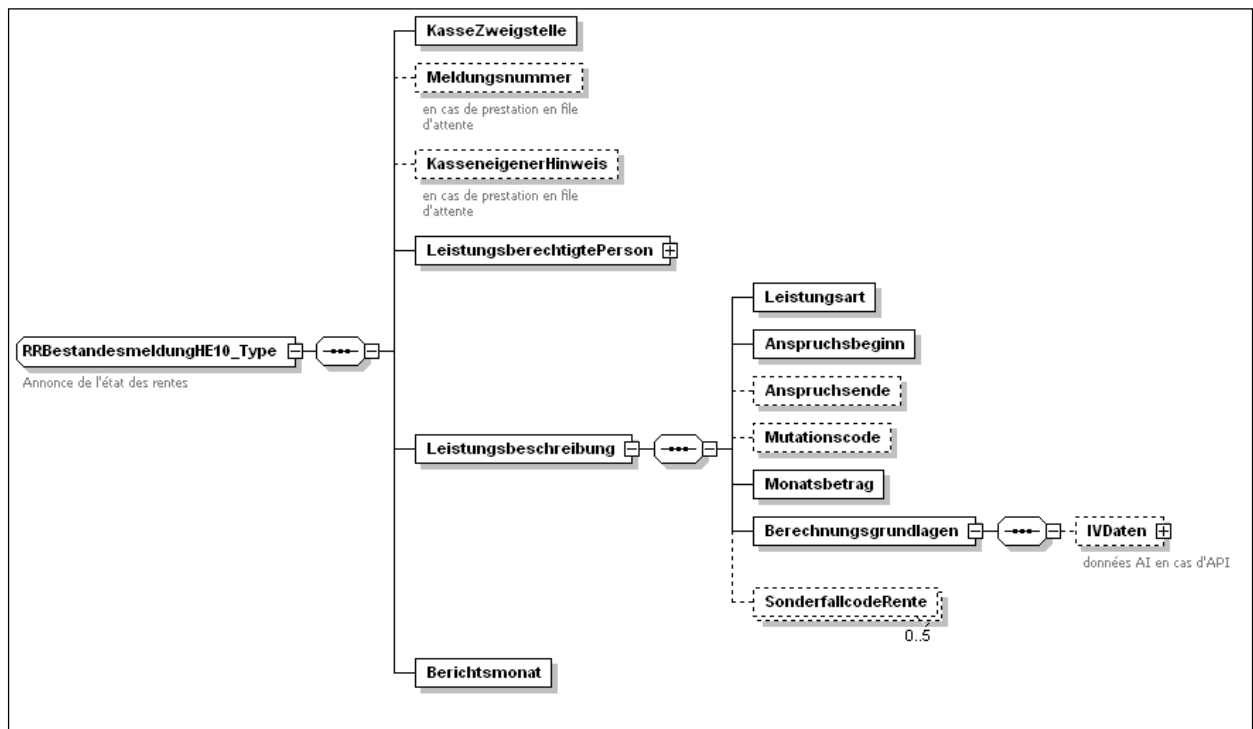 KasseZweigstelle
Meldungsnummer
en cas de prestation en file
d'attente
KasseneigenerHinweis
en cas de prestation en file
d'attente
LeistungsberechtigtePerson
RRBestandesmeldungHE10_Type
Annonce de l'état des rentes
Leistungsbeschreibung
Leistungsart
Anspruchsbeginn
Anspruchsende
Mutationscode
Monatsbetrag
Berechnungsgrundlagen
IVDaten
données AI en cas d'API
SonderfallcodeRente
0..5
Berichtsmonat